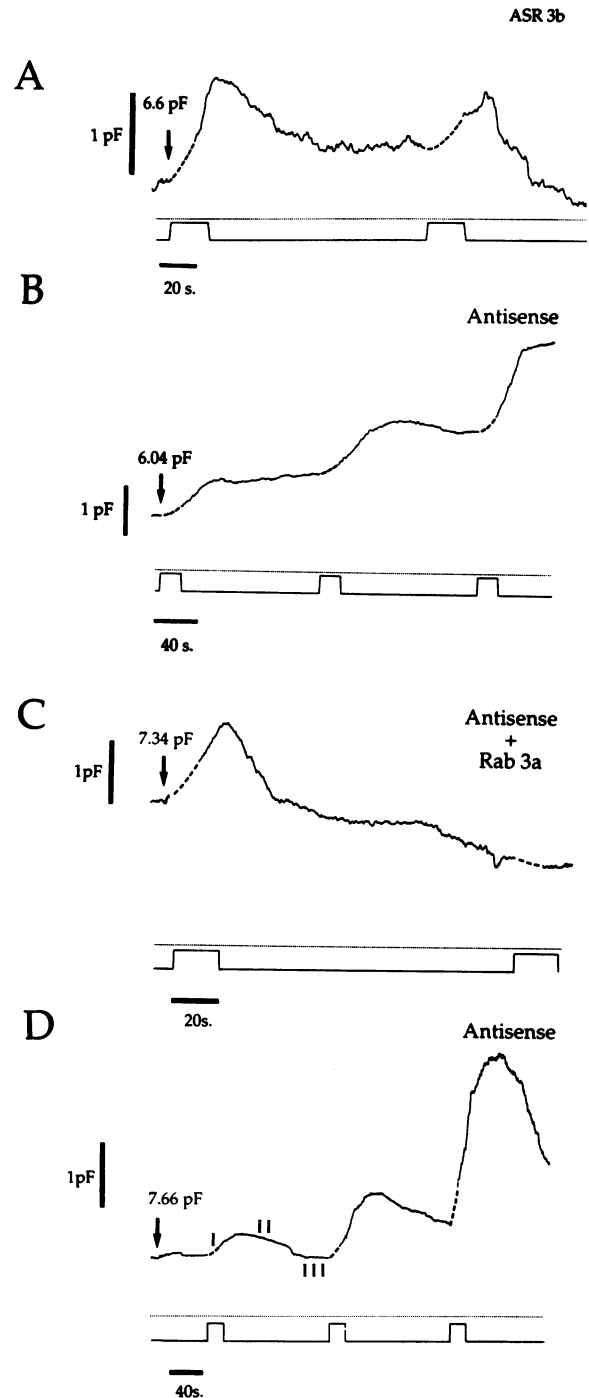 ASR 3b
A
6.6 pF
1 pF
20 s.
B
Antisense
6.04 pF
1 pF
40 s.
C
Antisense
+
Rab 3a
7.34 pF
1pF
20s.
D
Antisense
1pF
7.66 pF
I
II
III
40s.